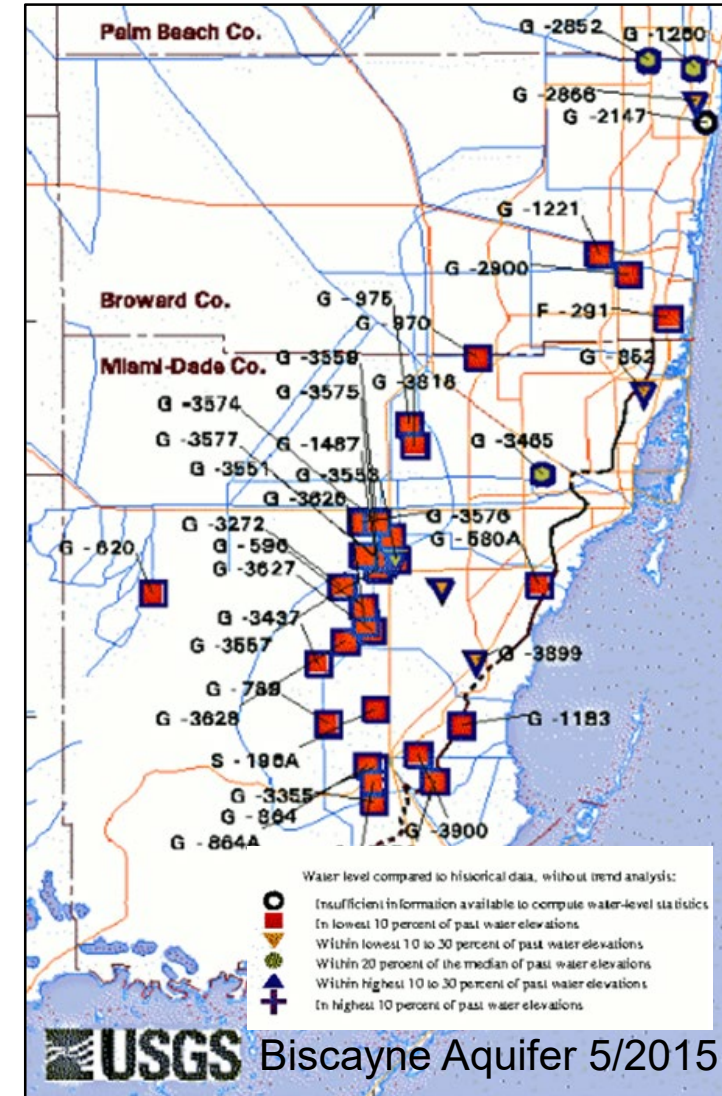 Palm Beach Co.
G -2852
G -1260
G -2866
G -2147
G -1221
G -2900
Broward Co.
G - 975
F - 291
G - 970
G -3559
G - 852
Miami-Dade Co.
G -3818
G -3575
G -3574
G -3577
G -1487
G -3465
G -3551
G -3553
G -3626
G -3576
G -3272
G - 580A
G - 620
G - 596
G -3627
G -3437
G -3557
G -3899
G - 789
G -3628
G -1183
S - 196A
G -3355
G - 864
G -3900
G - 864A
Water level compared to historical data, without trend analysis:
Insufficient information available to compute water-level statistics
In lowest 10 percent of past water elevations
Within lowest 10 to 30 percent of past water elevations
Within 20 percent of the median of past water elevations
Within highest 10 to 30 percent of past water elevations
In highest 10 percent of past water elevations
USGS Biscayne Aquifer 5/2015